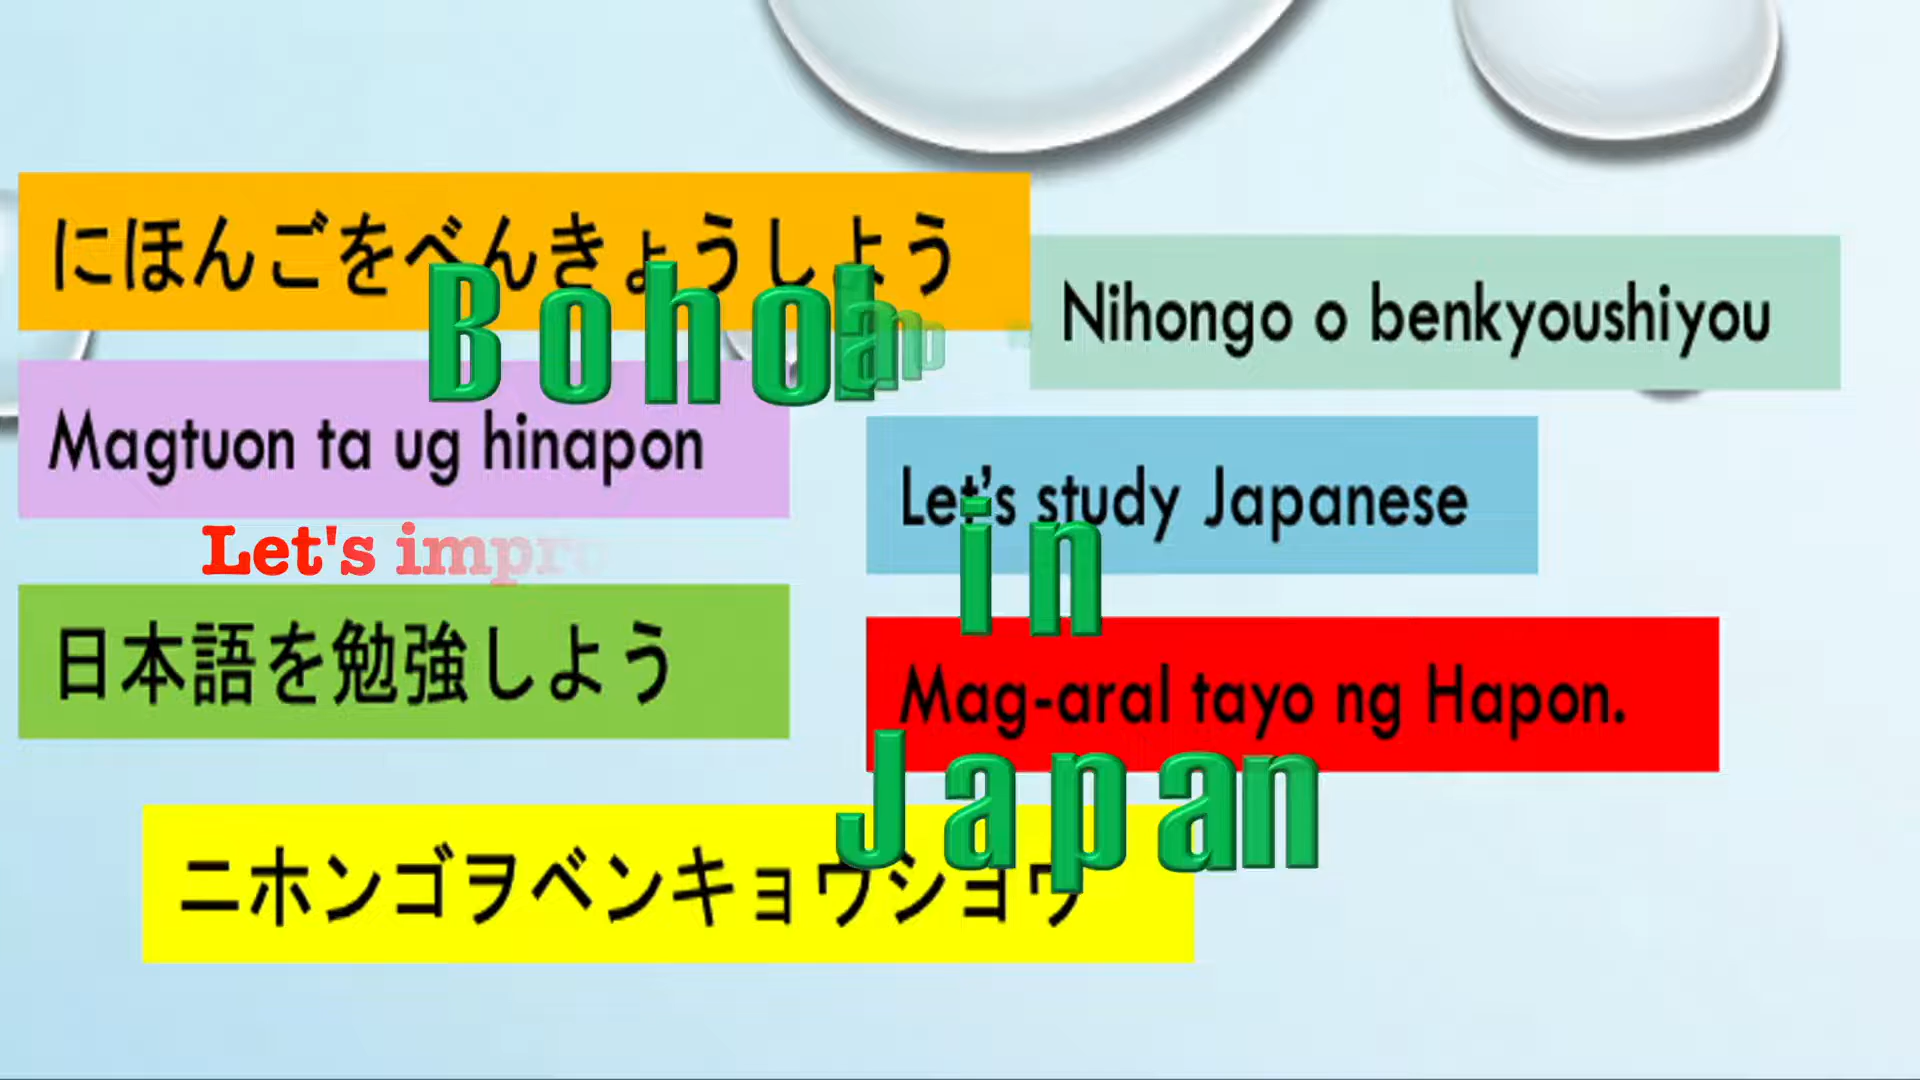 にほんごをべんきょうしよう
Nihongo o benkyoushiyou
Magtuon ta ug hinapon
Let's study Japanese
Let's
日本語を勉強しよう
Mag-aral tayo ng Hapon.
ニホンゴヲベンキョウシヨウ
in
Japan